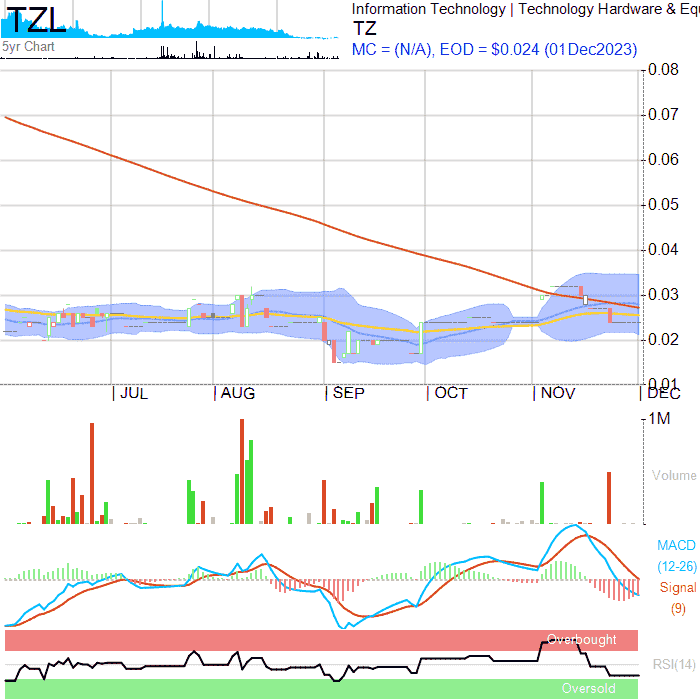 TZL
5yr Chart
Information Technology | Technology Hardware & Equ
TZ
MC = (N/A), EOD = $0.024 (01Dec2023)
0.08
0.07
0.06
0.05
0.04
0.03
0.02
0.01
| JUL | AUG | SEP | OCT | NOV | DEC
1M
Volume
MACD
(12-26)
Signal
(9)
Overbought
RSI(14)
Oversold